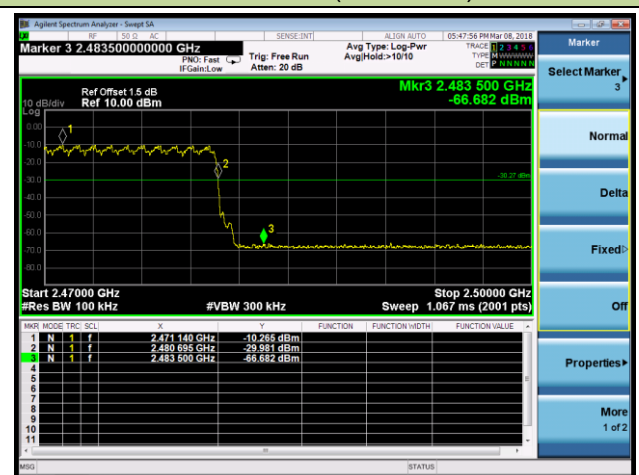 Agilent Spectrum Analyzer - Swept SA
RF 50 Ω AC SENSE:INT ALIGN AUTO 05:47:56 PM Mar 08, 2018
Marker 3 2.483500000000 GHz
PNO: Fast
IFGain:Low
Trig: Free Run
Atten: 20 dB
Avg Type: Log-Pwr
Avg|Hold:>10/10
TRACE 1 2 3 4 5 6
TYPE M WWWWW
DET P N N N N N
Ref Offset 1.5 dB
10 dB/div Ref 10.00 dBm
Log
Mkr3 2.483 500 GHz
-66.682 dBm
0.00
-10.0
-20.0
-30.0
-40.0
-50.0
-60.0
-70.0
-80.0
1
2
3
-30.27 dBm
Start 2.47000 GHz Stop 2.50000 GHz
#Res BW 100 kHz #VBW 300 kHz Sweep 1.067 ms (2001 pts)
MKR MODE TRC SCL X Y FUNCTION FUNCTION WIDTH FUNCTION VALUE
1 N 1 f 2.471 140 GHz -10.265 dBm
2 N 1 f 2.480 695 GHz -29.981 dBm
3 N 1 f 2.483 500 GHz -66.682 dBm
4
5
6
7
8
9
10
11
MSG STATUS
Marker
Select Marker
3
Normal
Delta
Fixed
Off
Properties
More
1 of 2